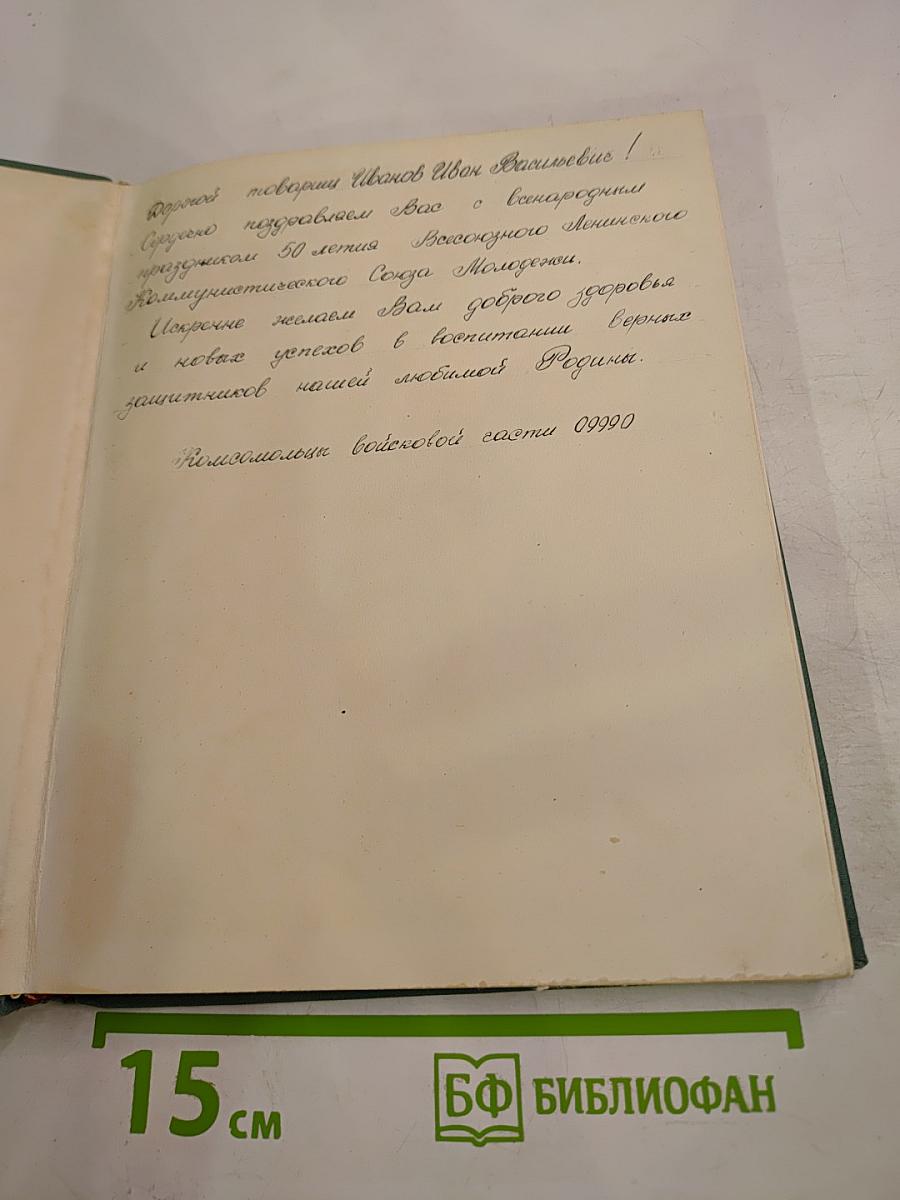 Дорогой товарищ Иванов Иван Васильевич!
Сердечно поздравляем Вас с всенародным
праздником 50 летия Всесоюзного Ленинского
Коммунистического Союза Молодежи.
Искренне желаем Вам доброго здоровья
и новых успехов в воспитании верных
защитников нашей любимой Родины.
Комсомольцы войсковой части 09990
15 см
БФ БИБЛИОФАН